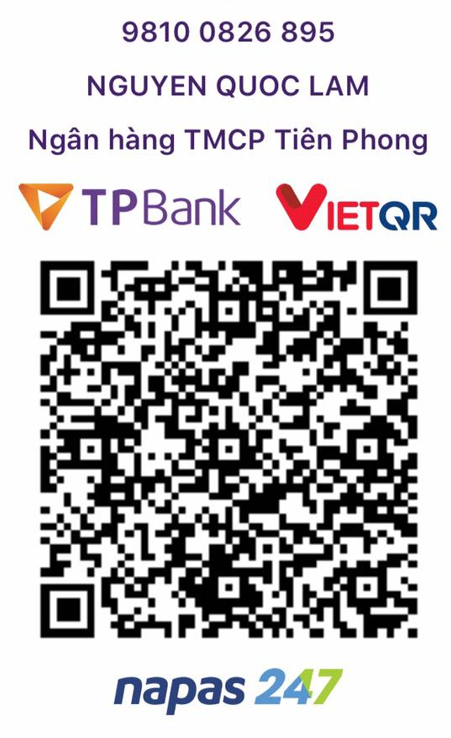 9810 0826 895
NGUYEN QUOC LAM
Ngân hàng TMCP Tiên Phong
TPBank VIETQR
napas 247